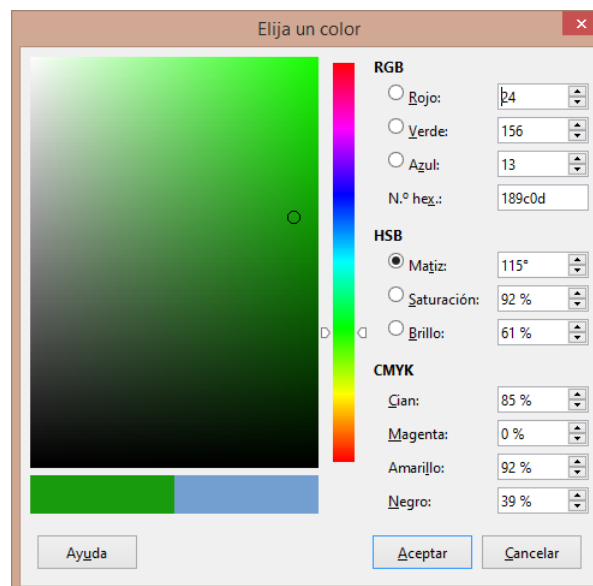 Elija un color
RGB
Rojo: 24
Verde: 156
Azul: 13
N.º hex.: 189c0d
HSB
Matiz: 115°
Saturación: 92 %
Brillo: 61 %
CMYK
Cian: 85 %
Magenta: 0 %
Amarillo: 92 %
Negro: 39 %
Ayuda Aceptar Cancelar